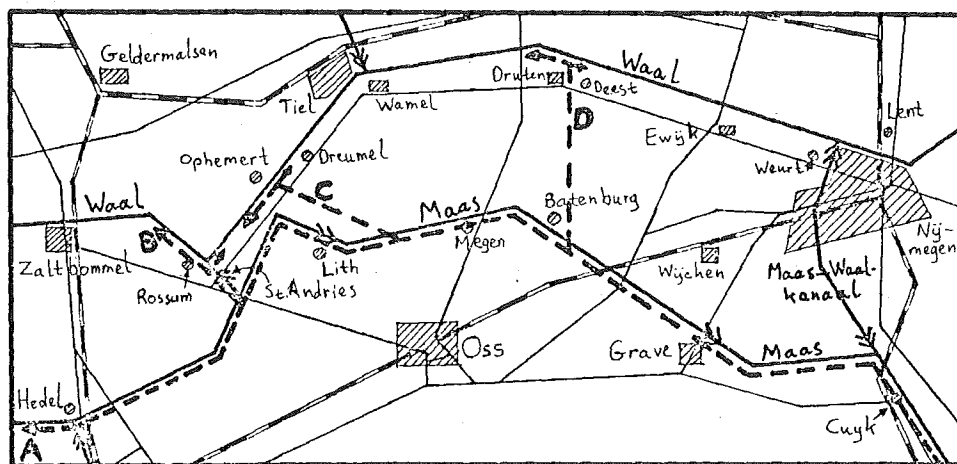 Geldermalsen
Tiel
Wamel
Druten
Deest
Waal
Lent
Ewijk
Weurt
D
Ophemert
Dreumel
C
Batenburg
Waal
B
Maas
Megen
Nij-
megen
Zaltbommel
Rossum
St.Andries
Lith
Wijchen
Maas-Waal-
kanaal
Oss
Grave
Maas
Hedel
A
Cuyk